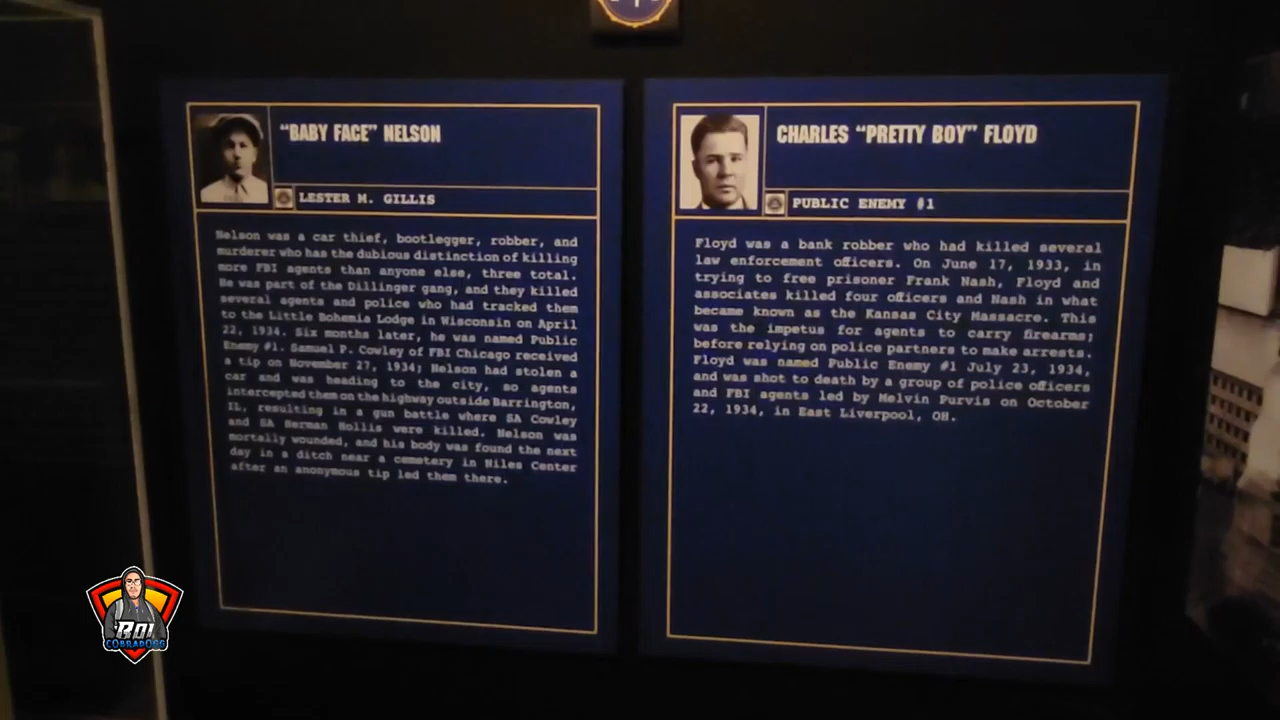 “BABY FACE” NELSON
LESTER M. GILLIS
Nelson was a car thief, bootlegger, robber, and
murderer who has the dubious distinction of killing
more FBI agents than anyone else, three total.
He was part of the Dillinger gang, and they killed
several agents and police who had tracked them
to the Little Bohemia Lodge in Wisconsin on April
22, 1934. Six months later, he was named Public
Enemy #1. Samuel P. Cowley of FBI Chicago received
a tip on November 27, 1934; Nelson had stolen a
car and was heading to the city, so agents
intercepted them on the highway outside Barrington,
IL, resulting in a gun battle where SA Cowley
and SA Herman Hollis were killed. Nelson was
mortally wounded, and his body was found the next
day in a ditch near a cemetery in Niles Center
after an anonymous tip led them there.
CHARLES “PRETTY BOY” FLOYD
PUBLIC ENEMY #1
Floyd was a bank robber who had killed several
law enforcement officers. On June 17, 1933, in
trying to free prisoner Frank Nash, Floyd and
associates killed four officers and Nash in what
became known as the Kansas City Massacre. This
was the impetus for agents to carry firearms;
before relying on police partners to make arrests.
Floyd was named Public Enemy #1 July 23, 1934,
and was shot to death by a group of police officers
and FBI agents led by Melvin Purvis on October
22, 1934, in East Liverpool, OH.
BOI
COBRADOGG